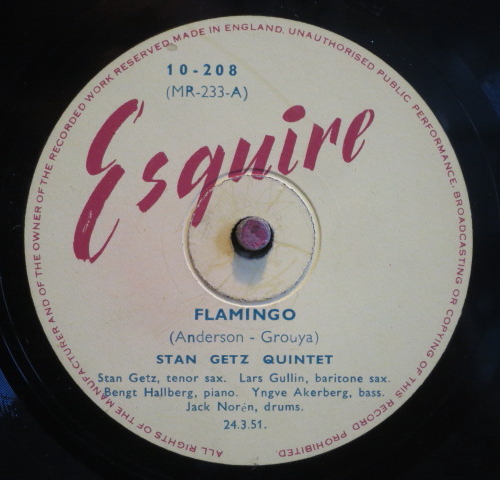 ALL RIGHTS OF THE MANUFACTURER AND OF THE OWNER OF THE RECORDED WORK RESERVED. MADE IN ENGLAND. UNAUTHORISED PUBLIC PERFORMANCE, BROADCASTING OR COPYING OF THIS RECORD PROHIBITED.
10-208
(MR-233-A)
Esquire
FLAMINGO
(Anderson - Grouya)
STAN GETZ QUINTET
Stan Getz, tenor sax. Lars Gullin, baritone sax.
Bengt Hallberg, piano. Yngve Akerberg, bass.
Jack Norén, drums.
24.3.51.